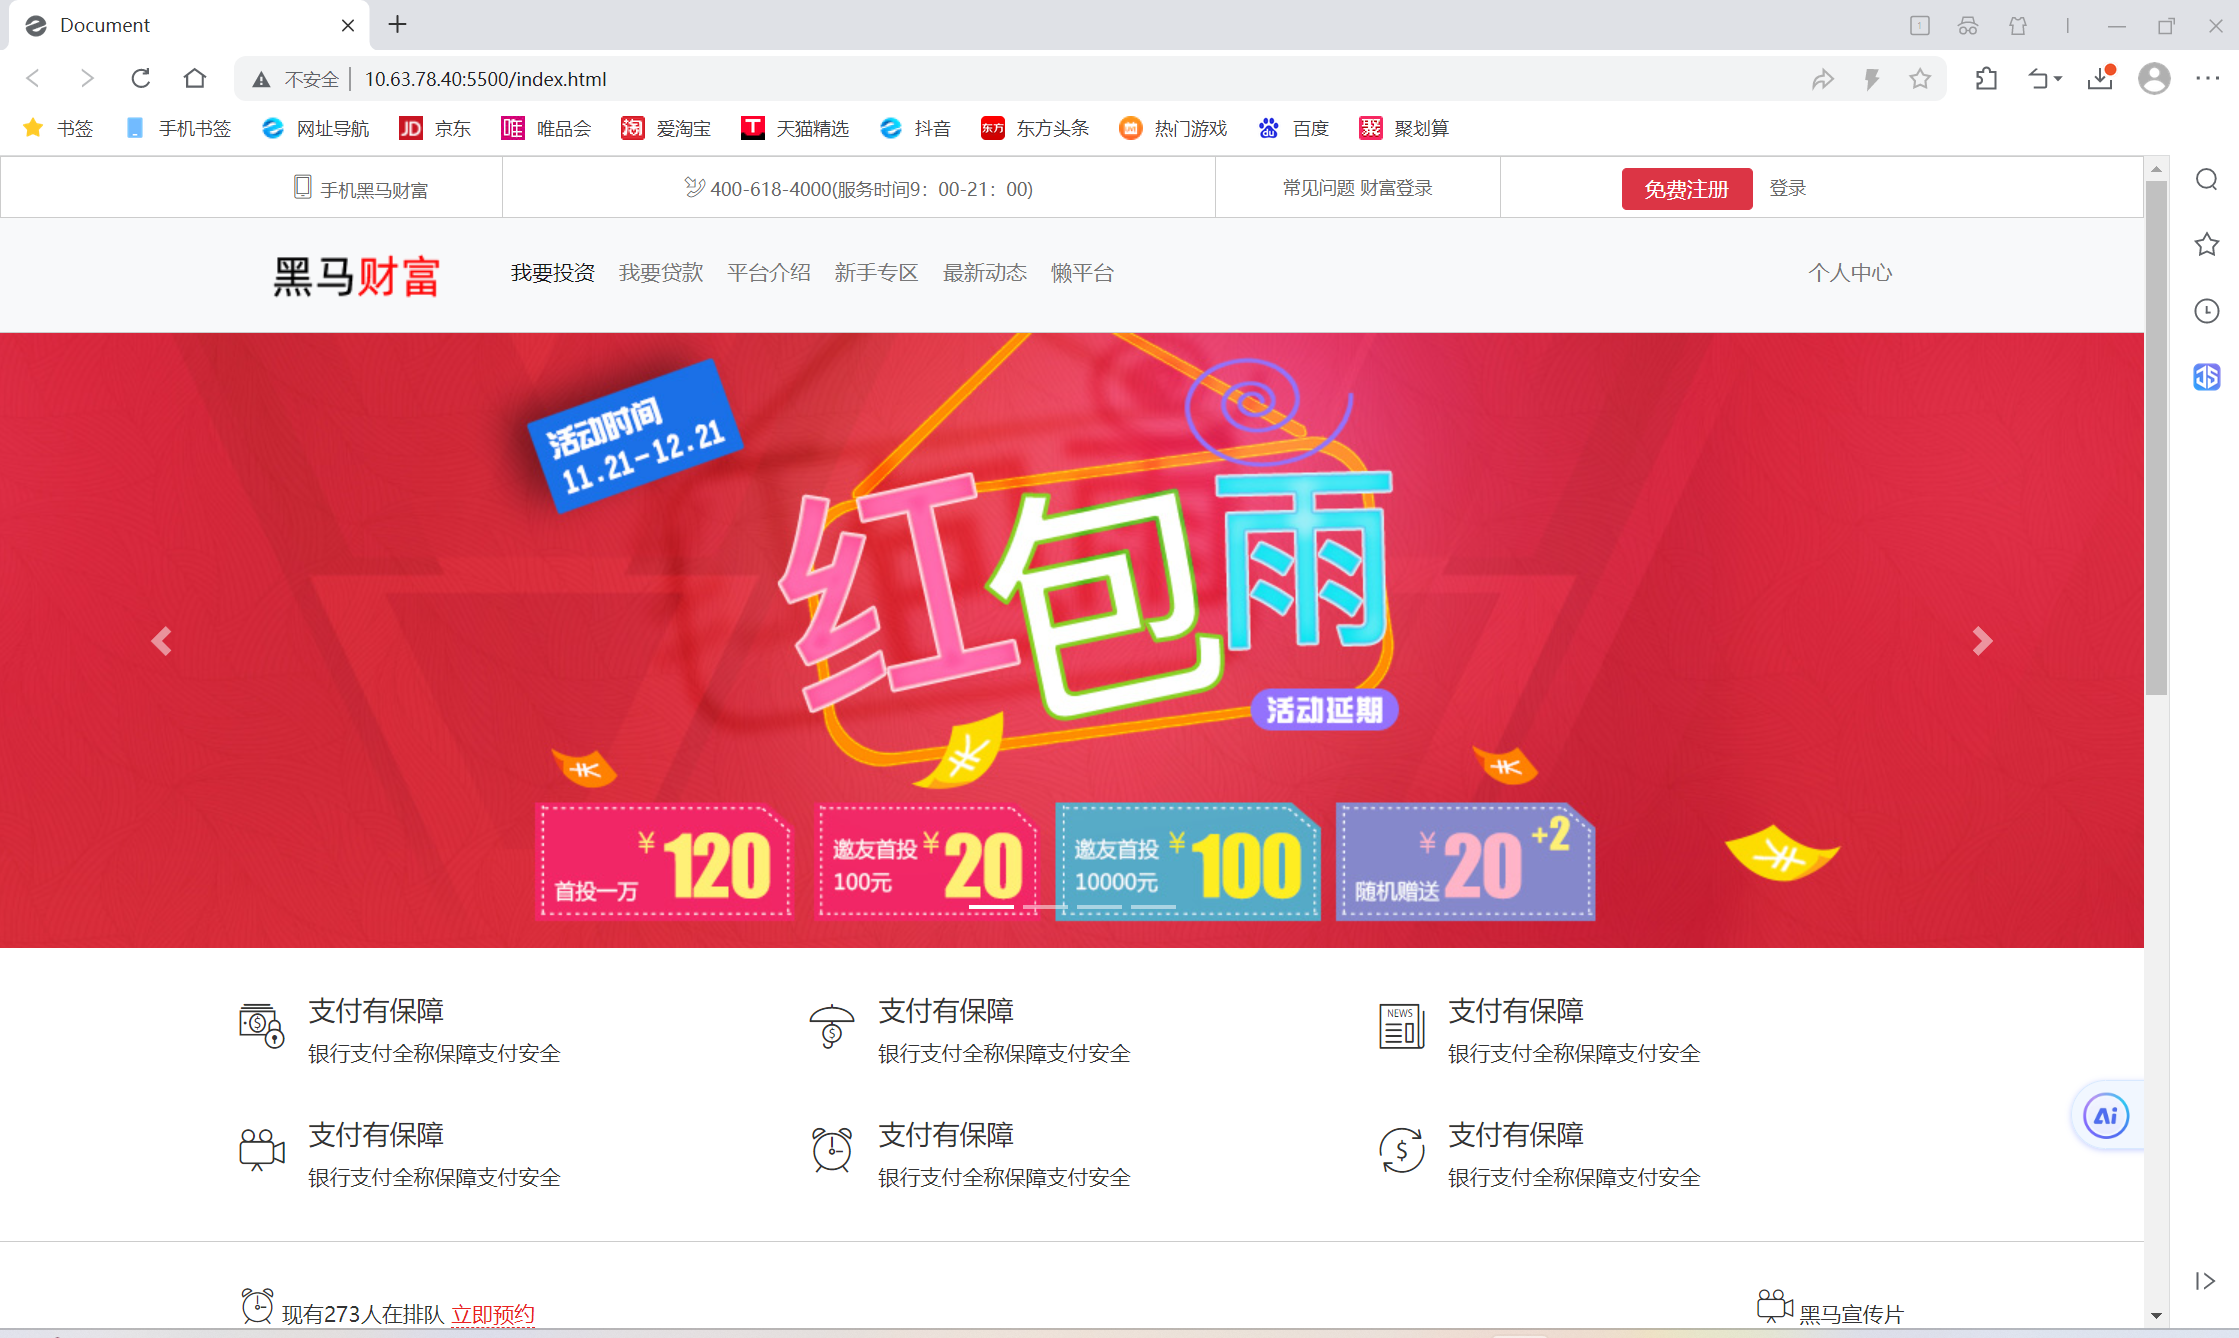 Document
不安全 10.63.78.40:5500/index.html
书签 手机书签 网址导航 JD 京东 唯 唯品会 淘 爱淘宝 T 天猫精选 抖音 东方 东方头条 热门游戏 du 百度 聚 聚划算
手机黑马财富 400-618-4000(服务时间9：00-21：00) 常见问题 财富登录 免费注册 登录
黑马财富 我要投资 我要贷款 平台介绍 新手专区 最新动态 懒平台 个人中心
活动时间
11.21-12.21
红包雨
活动延期
首投一万 ¥120
邀友首投 ¥20
100元
邀友首投 ¥100
10000元
随机赠送 ¥20 +2
支付有保障 支付有保障 NEWS 支付有保障
银行支付全称保障支付安全 银行支付全称保障支付安全 银行支付全称保障支付安全
Ai
支付有保障 支付有保障 支付有保障
银行支付全称保障支付安全 银行支付全称保障支付安全 银行支付全称保障支付安全
现有273人在排队 立即预约 黑马宣传片